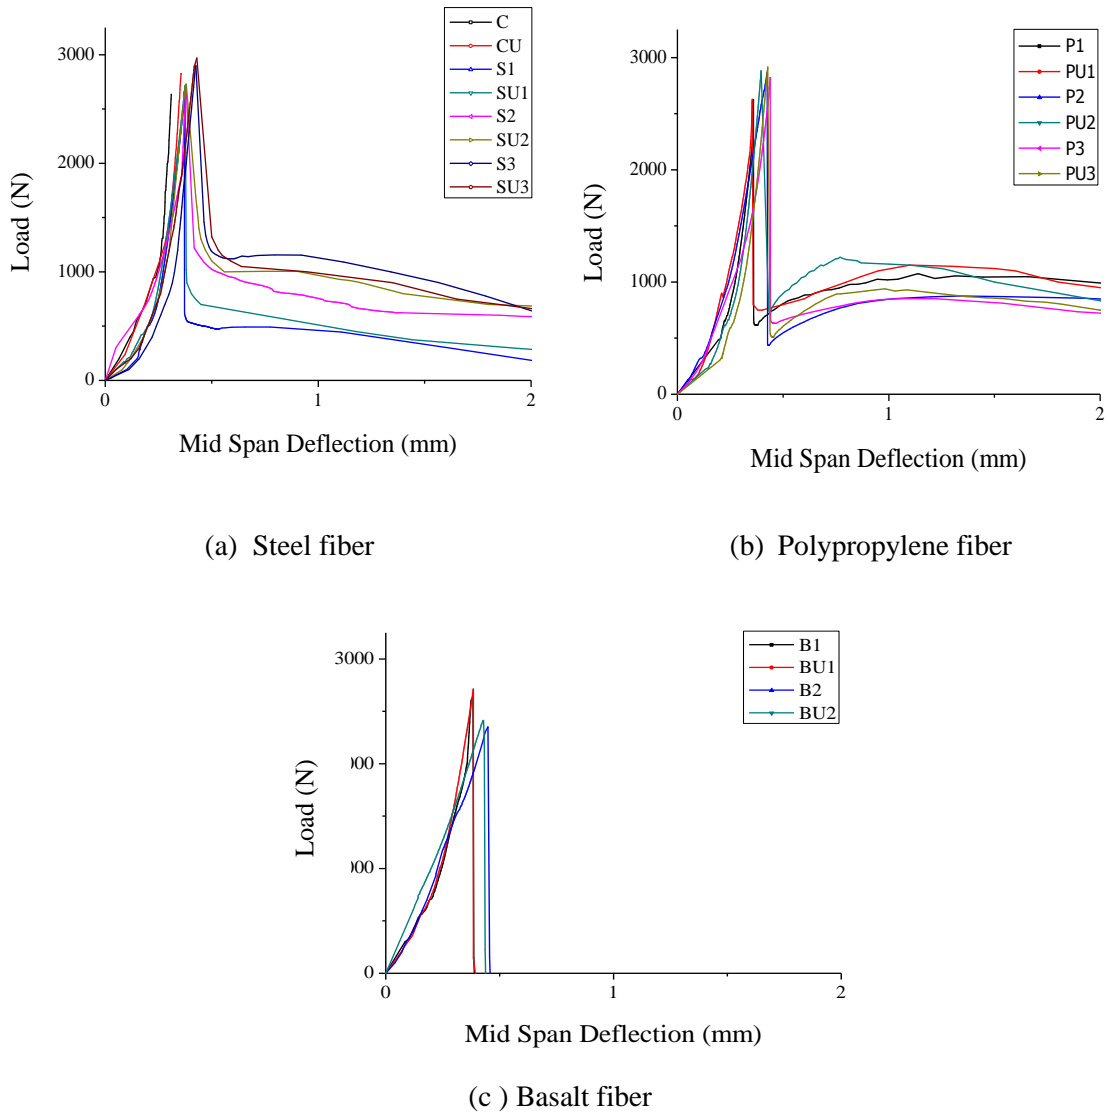 3000
2000
1000
0
Load (N)
0
1
2
Mid Span Deflection (mm)
C
CU
S1
SU1
S2
SU2
S3
SU3
(a) Steel fiber
3000
2000
1000
0
Load (N)
0
1
2
Mid Span Deflection (mm)
P1
PU1
P2
PU2
P3
PU3
(b) Polypropylene fiber
3000
000
000
0
Load (N)
0
1
2
Mid Span Deflection (mm)
B1
BU1
B2
BU2
(c ) Basalt fiber